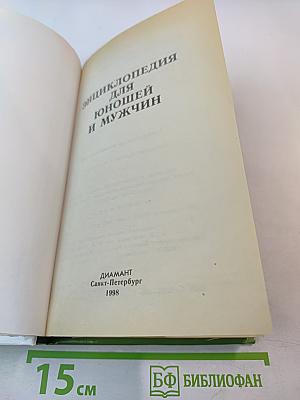 ЭНЦИКЛОПЕДИЯ
ДЛЯ
ЮНОШЕЙ
И МУЖЧИН
ДИАМАНТ
Санкт-Петербург
1998
15 см
БФ БИБЛИОФАН